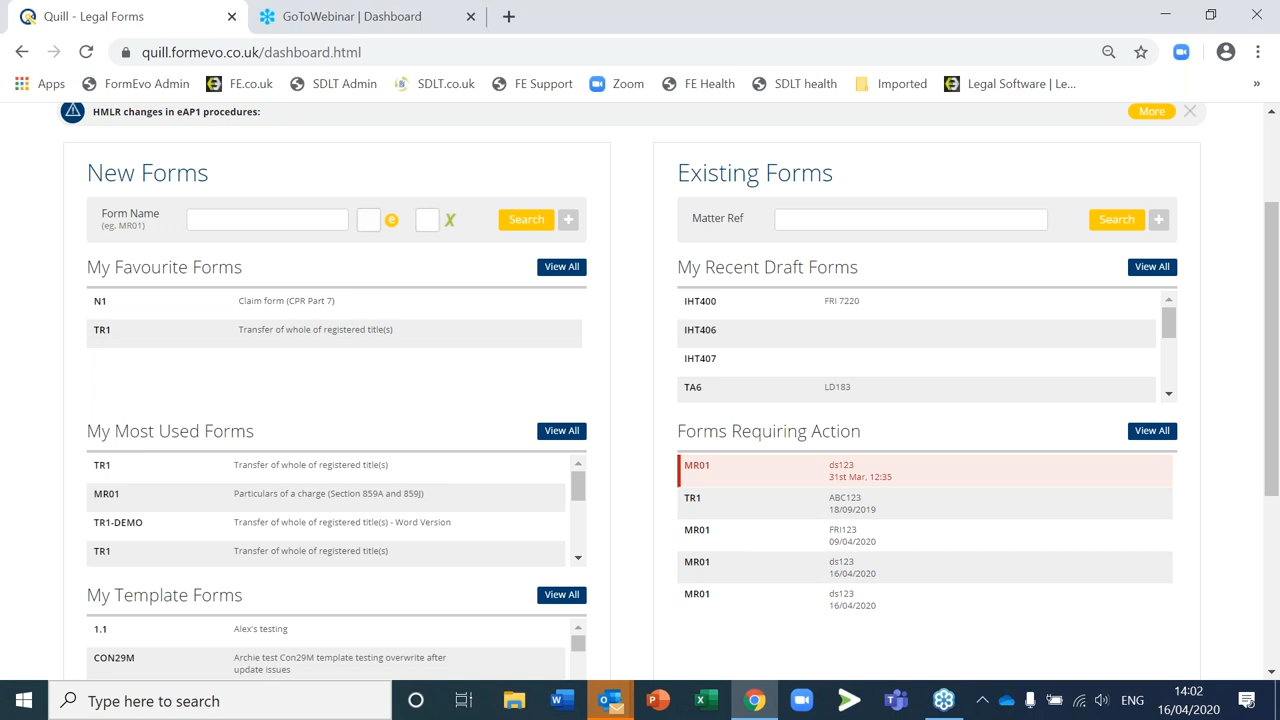 Quill - Legal Forms
GoToWebinar | Dashboard
quill.formevo.co.uk/dashboard.html
Apps
FormEvo Admin
FE.co.uk
SDLT Admin
SDLT.co.uk
FE Support
Zoom
FE Health
SDLT health
Imported
Legal Software | Le...
»
HMLR changes in eAP1 procedures:
More
New Forms
Form Name
(eg. MR01)
e
X
Search
+
My Favourite Forms
View All
N1 Claim form (CPR Part 7)
TR1 Transfer of whole of registered title(s)
My Most Used Forms
View All
TR1 Transfer of whole of registered title(s)
MR01 Particulars of a charge (Section 859A and 859J)
TR1-DEMO Transfer of whole of registered title(s) - Word Version
TR1 Transfer of whole of registered title(s)
My Template Forms
View All
1.1 Alex's testing
CON29M Archie test Con29M template testing overwrite after
update issues
Existing Forms
Matter Ref
Search
+
My Recent Draft Forms
View All
IHT400 FRI 7220
IHT406
IHT407
TA6 LD183
Forms Requiring Action
View All
MR01 ds123
31st Mar, 12:35
TR1 ABC123
18/09/2019
MR01 FRI123
09/04/2020
MR01 ds123
16/04/2020
MR01 ds123
16/04/2020
Type here to search
ENG
14:02
16/04/2020